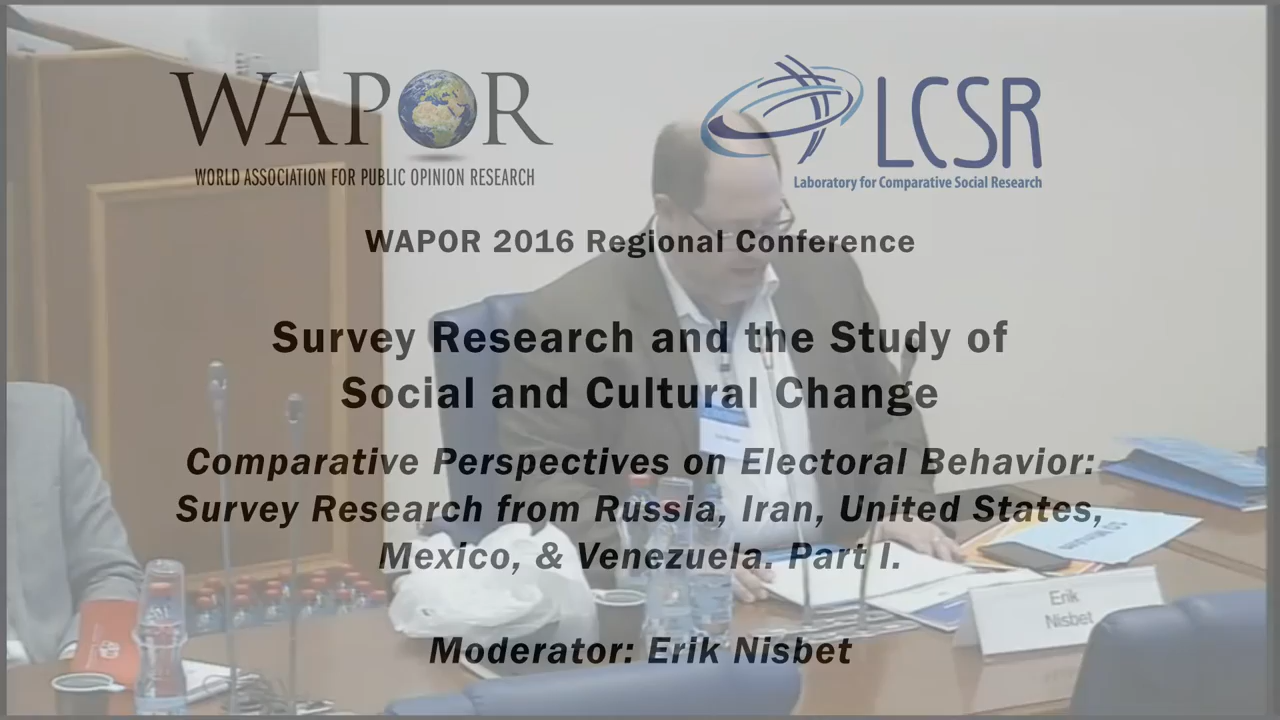 WAPOR
WORLD ASSOCIATION FOR PUBLIC OPINION RESEARCH
LCSR
Laboratory for Comparative Social Research
WAPOR 2016 Regional Conference
Survey Research and the Study of
Social and Cultural Change
Comparative Perspectives on Electoral Behavior:
Survey Research from Russia, Iran, United States,
Mexico, & Venezuela. Part I.
Moderator: Erik Nisbet
Erik
Nisbet